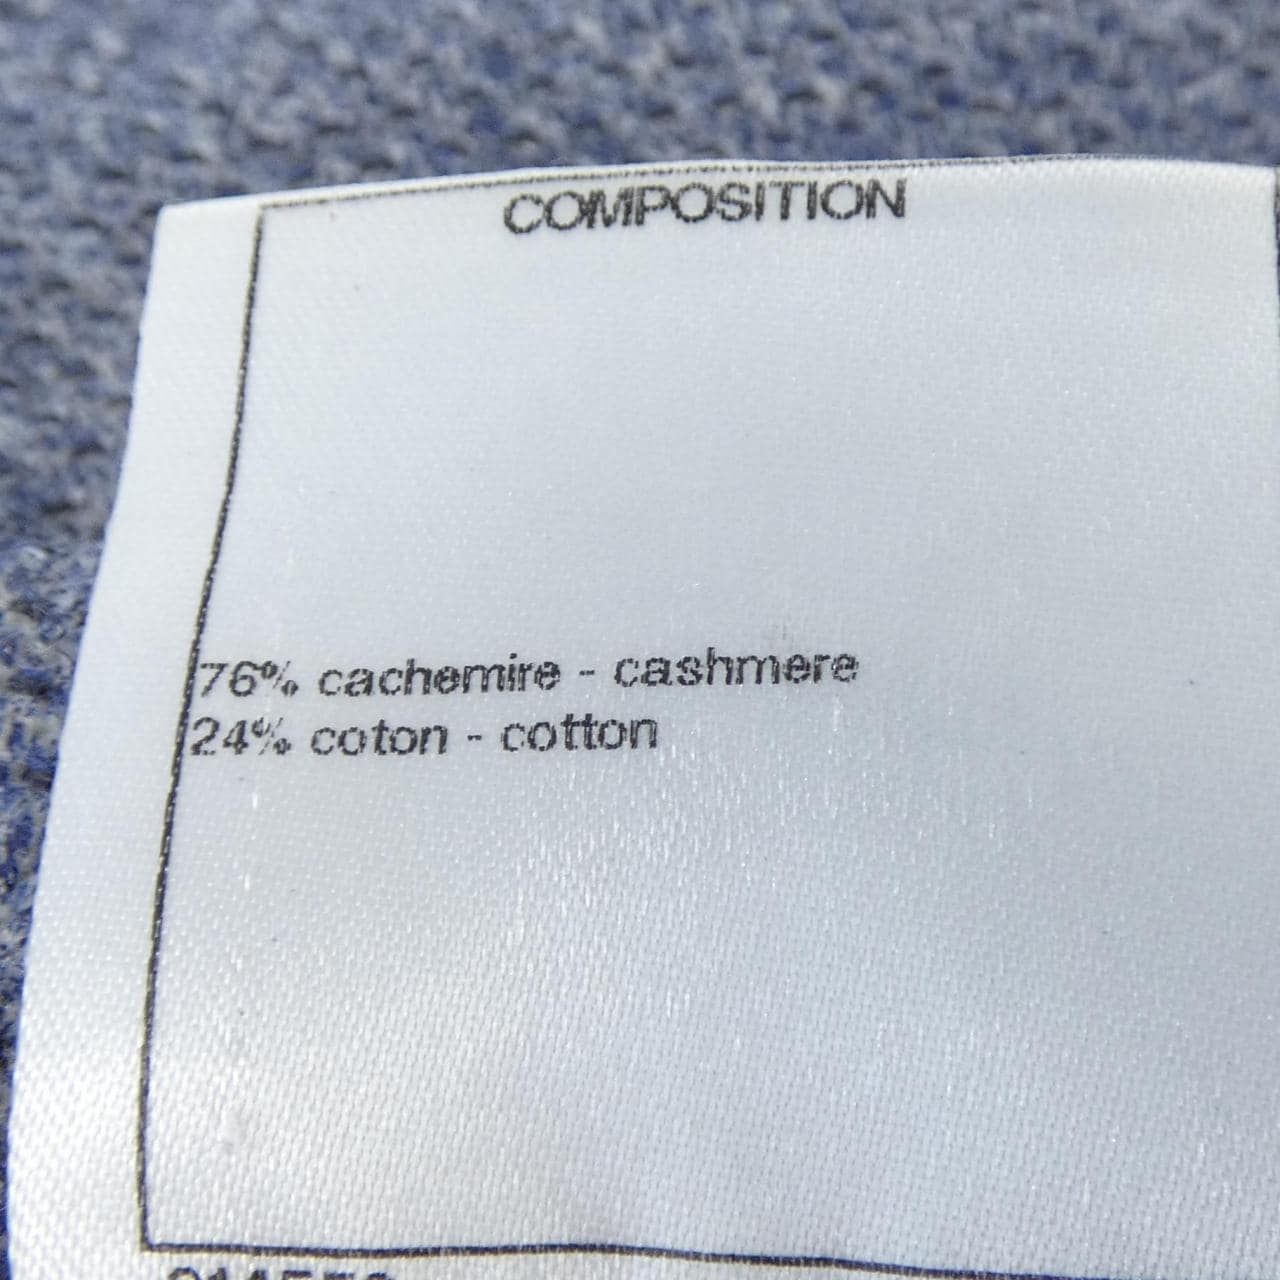 COMPOSITION
76% cachemire - cashmere
24% coton - cotton